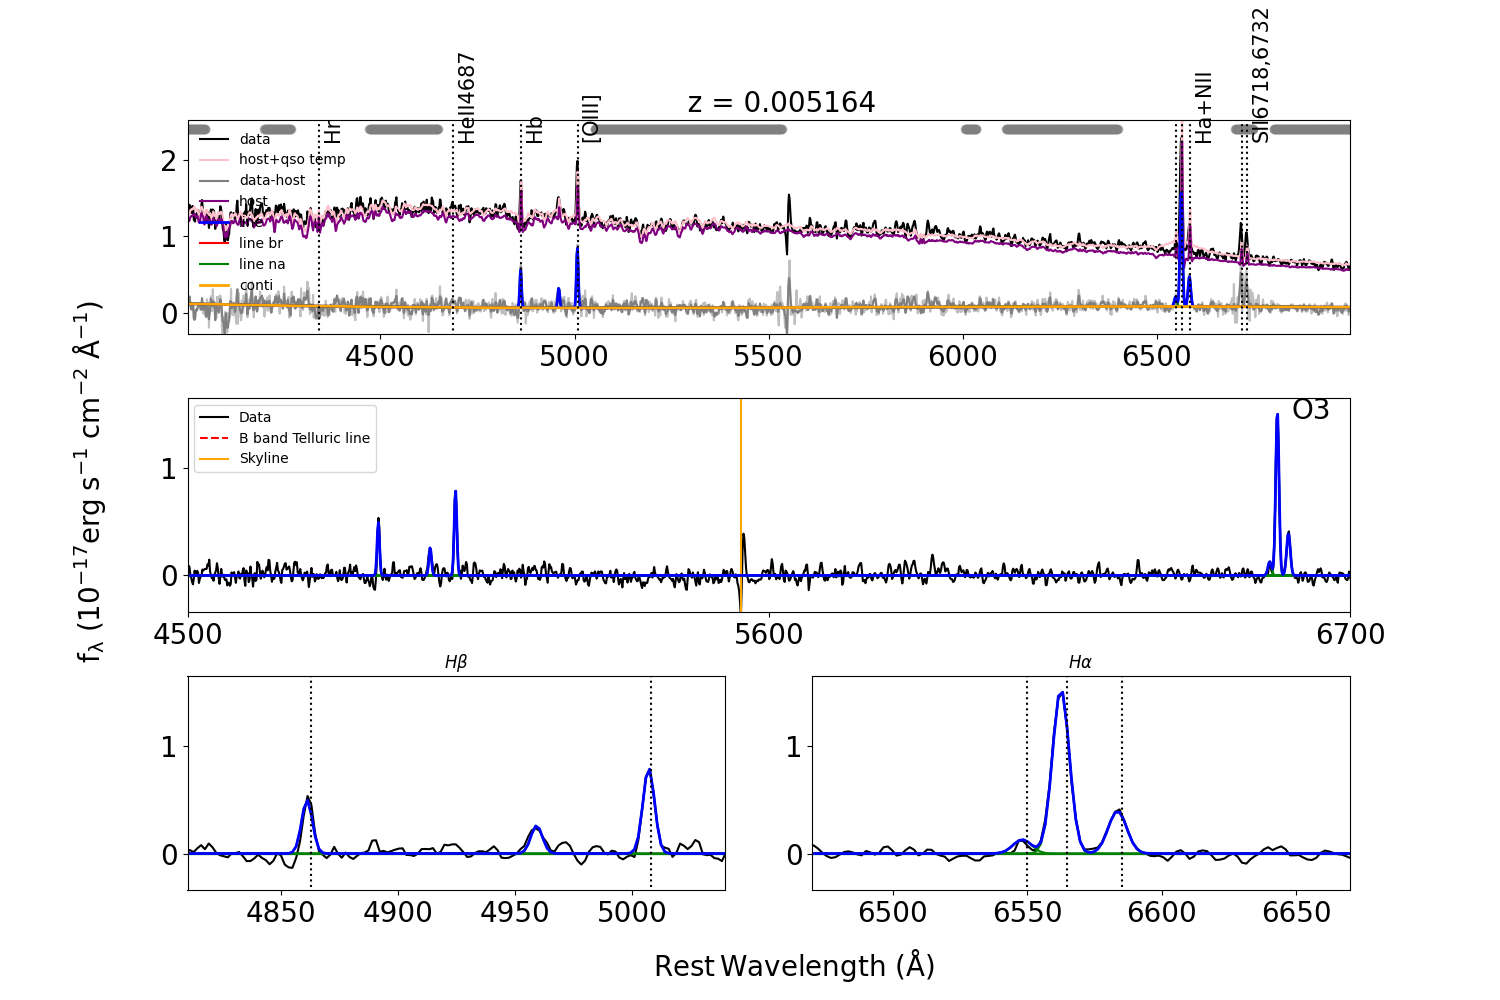 z = 0.005164
Hr
HeII4687
Hb
[OIII]
Ha+NII
SII6718,6732
data
host+qso temp
data-host
host
line
line br
line na
conti
2
1
0
4500 5000 5500 6000 6500
fλ (10⁻¹⁷erg s⁻¹ cm⁻² Å⁻¹)
O3
Data
B band Telluric line
Skyline
1
0
4500 5600 6700
Hβ
1
0
4850 4900 4950 5000
Hα
1
0
6500 6550 6600 6650
Rest Wavelength (Å)